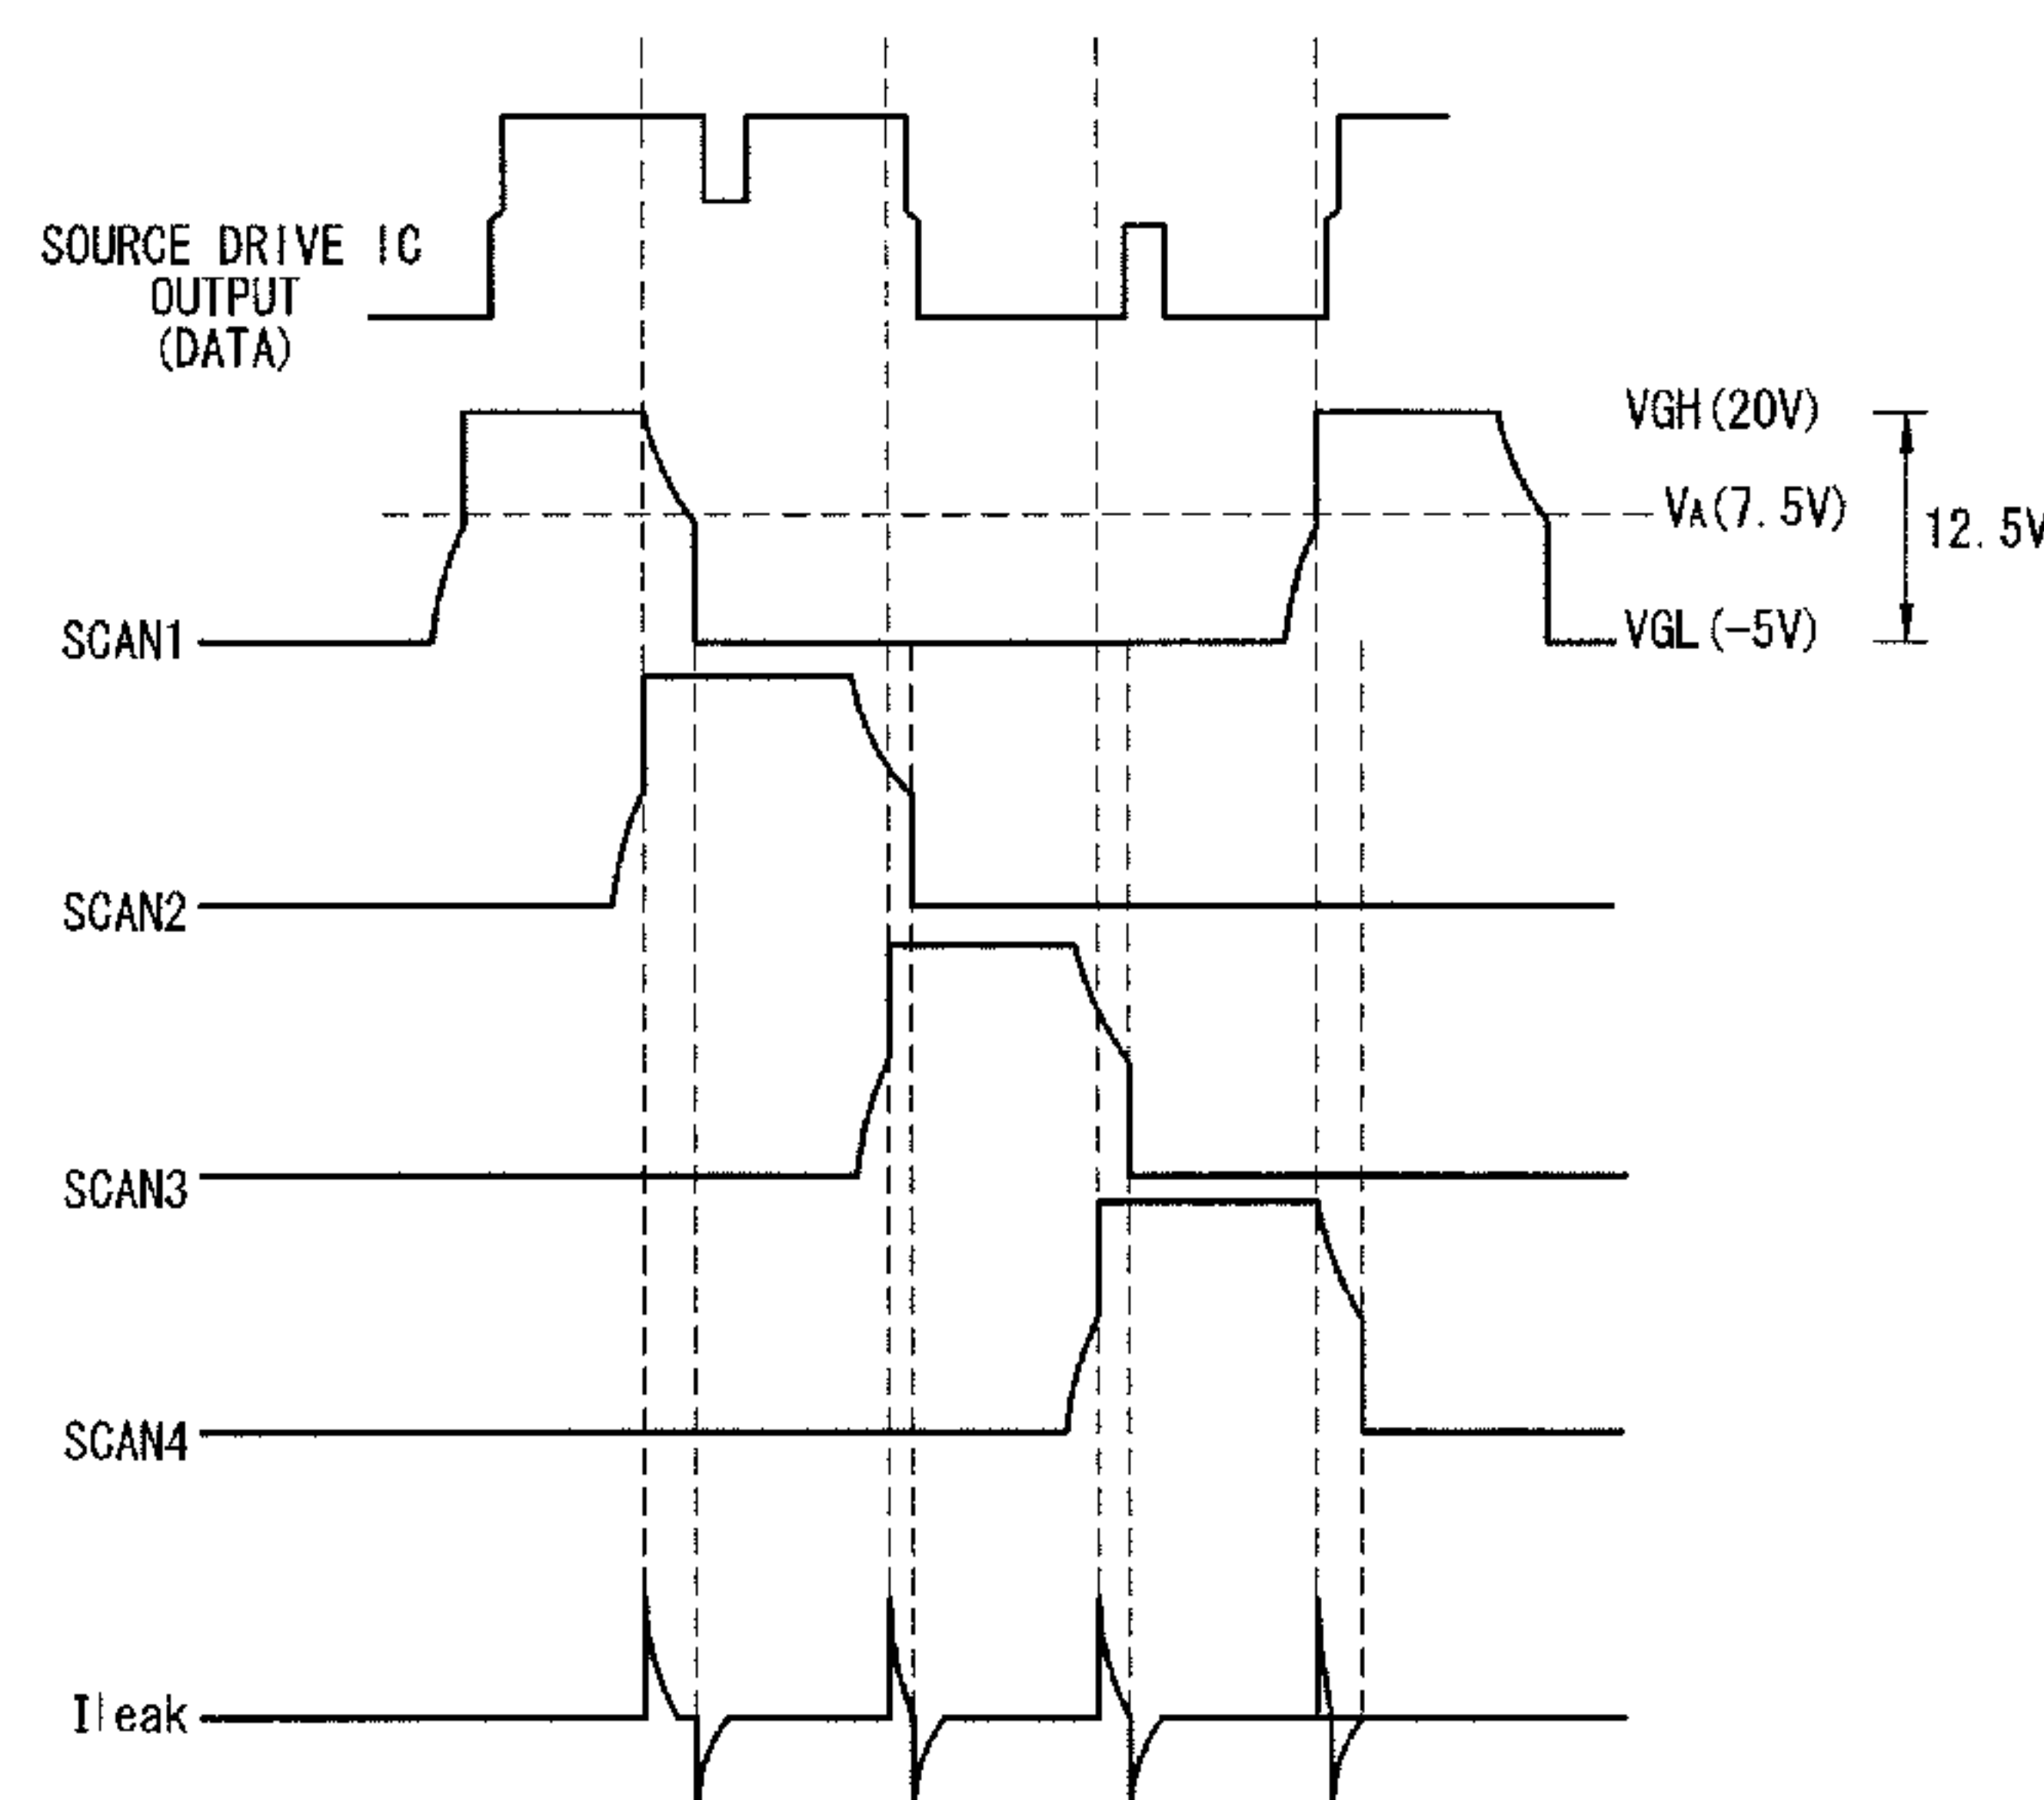 SOURCE DRIVE IC
OUTPUT
(DATA)
VGH(20V)
VA(7.5V)
12.5V
SCAN1
VGL(-5V)
SCAN2
SCAN3
SCAN4
Ileak